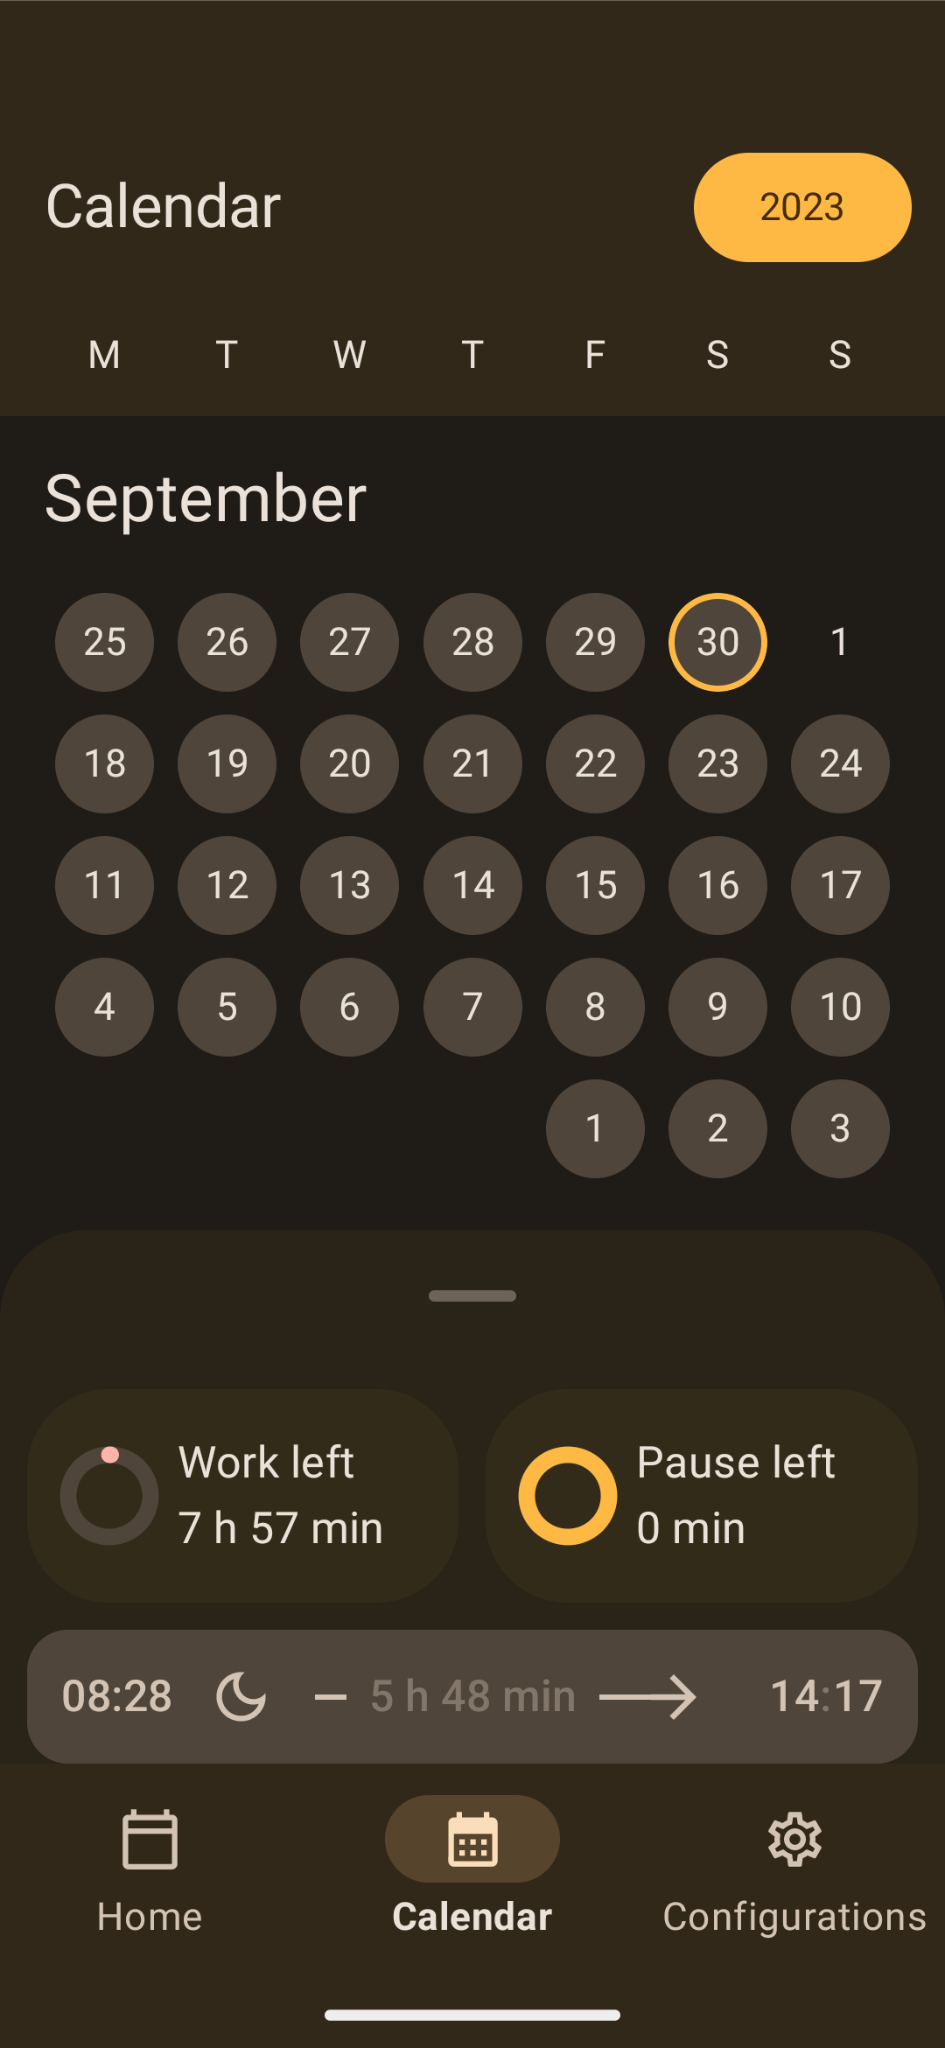 Calendar 2023
M T W T F S S
September
25 26 27 28 29 30 1
18 19 20 21 22 23 24
11 12 13 14 15 16 17
4 5 6 7 8 9 10
1 2 3
Work left
7 h 57 min
Pause left
0 min
08:28 – 5 h 48 min → 14:17
Home Calendar Configurations